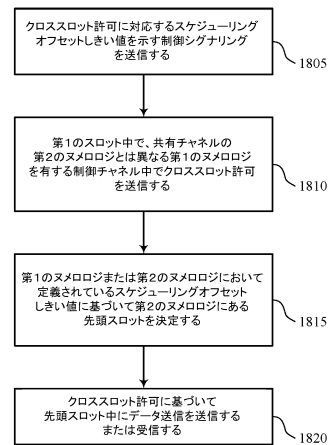 クロススロット許可に対応するスケジューリング
オフセットしきい値を示す制御シグナリング
を送信する
1805
第1のスロット中で、共有チャネルの
第2のヌメロロジとは異なる第1のヌメロロジ
を有する制御チャネル中でクロススロット許可
を送信する
1810
第1のヌメロロジまたは第2のヌメロロジにおいて
定義されているスケジューリングオフセット
しきい値に基づいて第2のヌメロロジにある
先頭スロットを決定する
1815
クロススロット許可に基づいて
先頭スロット中にデータ送信を送信する
または受信する
1820